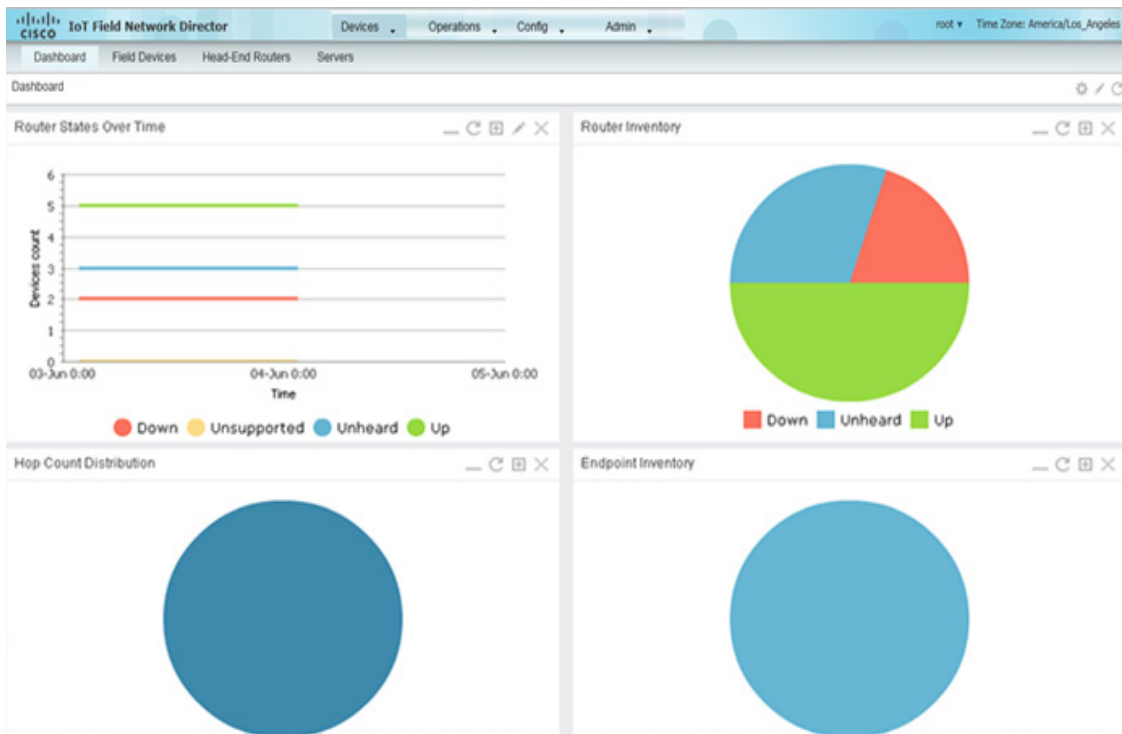 CISCO IoT Field Network Director Devices Operations Config Admin root Time Zone: America/Los_Angeles
Dashboard Field Devices Head-End Routers Servers
Dashboard
Router States Over Time
6
5
4
3
2
1
0
Devices count
03-Jun 0:00 04-Jun 0:00 05-Jun 0:00
Time
Down Unsupported Unheard Up
Router Inventory
Down Unheard Up
Hop Count Distribution
Endpoint Inventory